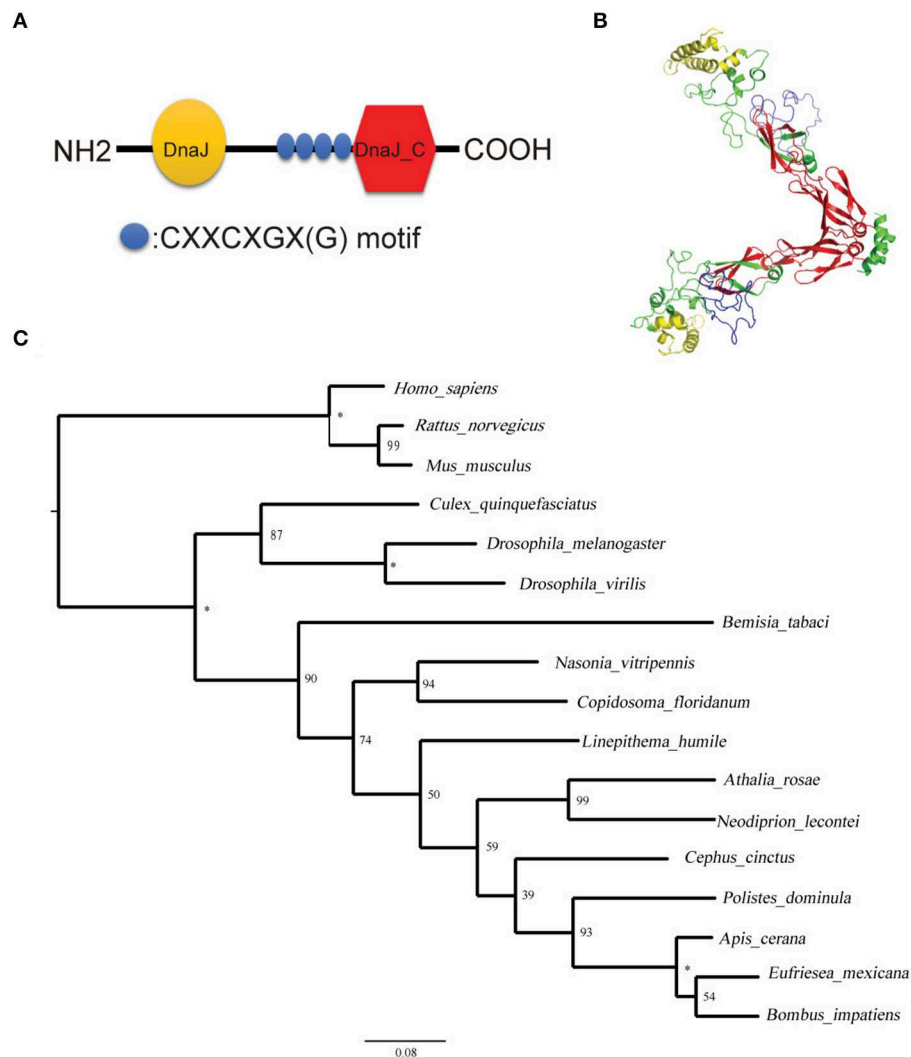 A
B
NH2 DnaJ DnaJ_C COOH
:CXXCXGX(G) motif
C
Homo_sapiens
*
Rattus_norvegicus
99
Mus_musculus
Culex_quinquefasciatus
87
Drosophila_melanogaster
*
Drosophila_virilis
*
Bemisia_tabaci
Nasonia_vitripennis
90
94
Copidosoma_floridanum
74
Linepithema_humile
Athalia_rosae
50
99
Neodiprion_lecontei
59
Cephus_cinctus
39
Polistes_dominula
93
Apis_cerana
*
Eufriesea_mexicana
54
Bombus_impatiens
0.08